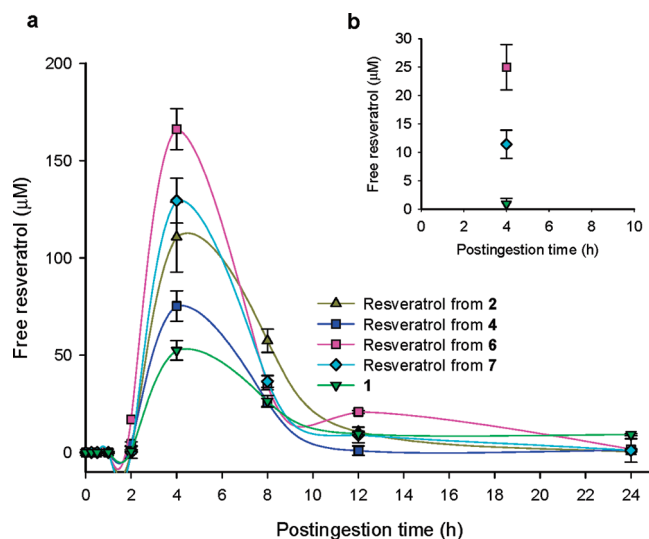 a
Free resveratrol (μM)
200
150
100
50
0
0 2 4 6 8 10 12 14 16 18 20 22 24
Postingestion time (h)
Resveratrol from 2
Resveratrol from 4
Resveratrol from 6
Resveratrol from 7
1
b
Free resveratrol (μM)
30
25
20
15
10
5
0
0 2 4 6 8 10
Postingestion time (h)